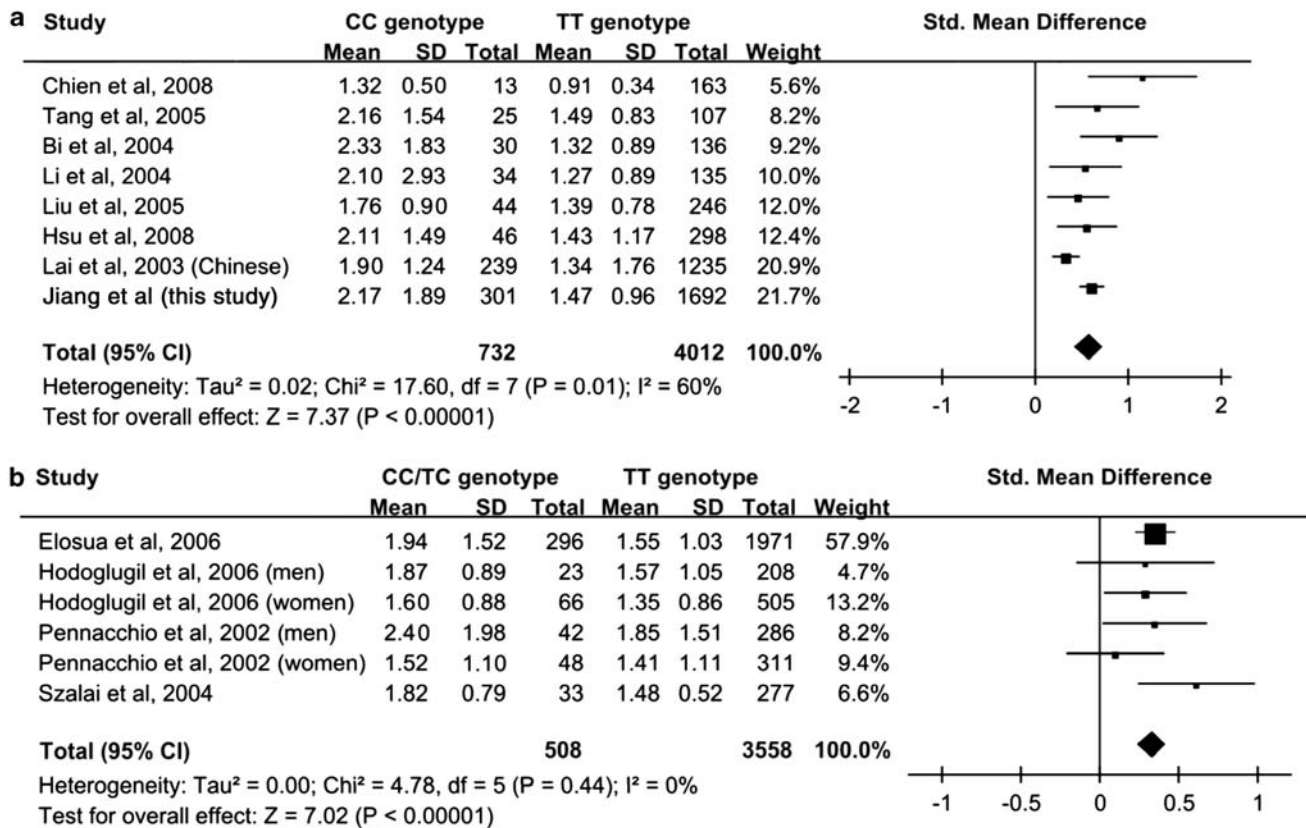 a Study CC genotype TT genotype Std. Mean Difference
Mean SD Total Mean SD Total Weight
Chien et al, 2008 1.32 0.50 13 0.91 0.34 163 5.6%
Tang et al, 2005 2.16 1.54 25 1.49 0.83 107 8.2%
Bi et al, 2004 2.33 1.83 30 1.32 0.89 136 9.2%
Li et al, 2004 2.10 2.93 34 1.27 0.89 135 10.0%
Liu et al, 2005 1.76 0.90 44 1.39 0.78 246 12.0%
Hsu et al, 2008 2.11 1.49 46 1.43 1.17 298 12.4%
Lai et al, 2003 (Chinese) 1.90 1.24 239 1.34 1.76 1235 20.9%
Jiang et al (this study) 2.17 1.89 301 1.47 0.96 1692 21.7%
Total (95% CI) 732 4012 100.0%
Heterogeneity: Tau² = 0.02; Chi² = 17.60, df = 7 (P = 0.01); I² = 60%
Test for overall effect: Z = 7.37 (P < 0.00001)
-2 -1 0 1 2
b Study CC/TC genotype TT genotype Std. Mean Difference
Mean SD Total Mean SD Total Weight
Elosua et al, 2006 1.94 1.52 296 1.55 1.03 1971 57.9%
Hodoglugil et al, 2006 (men) 1.87 0.89 23 1.57 1.05 208 4.7%
Hodoglugil et al, 2006 (women) 1.60 0.88 66 1.35 0.86 505 13.2%
Pennacchio et al, 2002 (men) 2.40 1.98 42 1.85 1.51 286 8.2%
Pennacchio et al, 2002 (women) 1.52 1.10 48 1.41 1.11 311 9.4%
Szalai et al, 2004 1.82 0.79 33 1.48 0.52 277 6.6%
Total (95% CI) 508 3558 100.0%
Heterogeneity: Tau² = 0.00; Chi² = 4.78, df = 5 (P = 0.44); I² = 0%
Test for overall effect: Z = 7.02 (P < 0.00001)
-1 -0.5 0 0.5 1